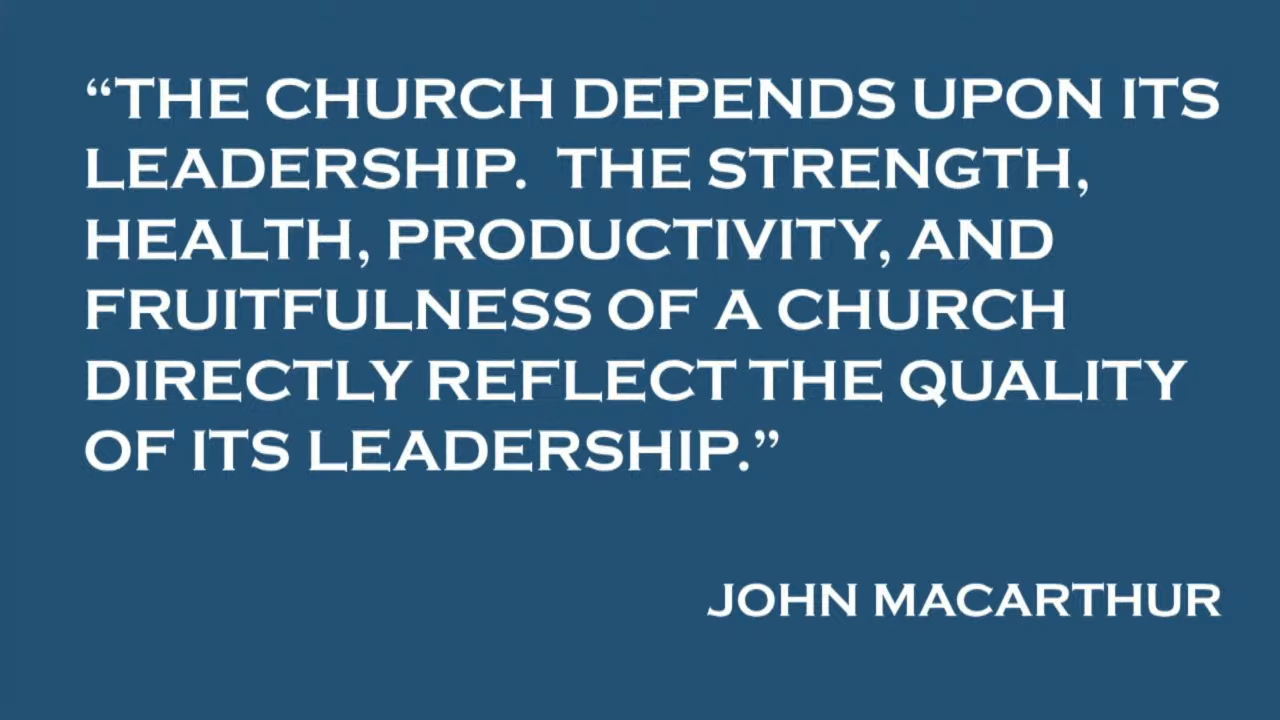 “THE CHURCH DEPENDS UPON ITS
LEADERSHIP.  THE STRENGTH,
HEALTH, PRODUCTIVITY, AND
FRUITFULNESS OF A CHURCH
DIRECTLY REFLECT THE QUALITY
OF ITS LEADERSHIP.”
JOHN MACARTHUR